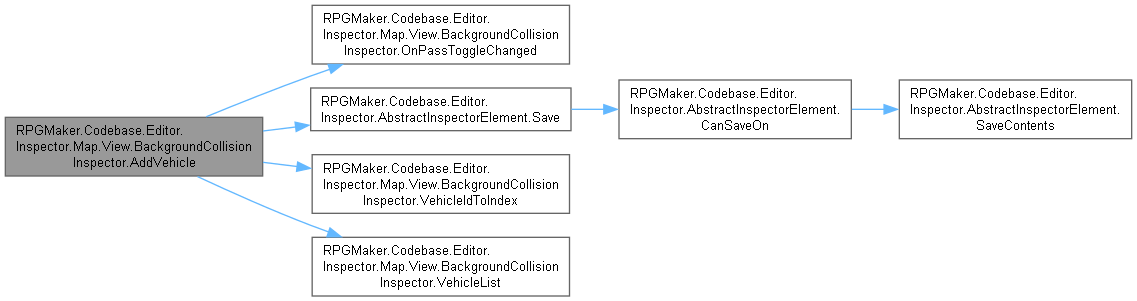 RPGMaker.Codebase.Editor.
Inspector.Map.View.BackgroundCollision
Inspector.AddVehicle
RPGMaker.Codebase.Editor.
Inspector.Map.View.BackgroundCollision
Inspector.OnPassToggleChanged
RPGMaker.Codebase.Editor.
Inspector.AbstractInspectorElement.Save
RPGMaker.Codebase.Editor.
Inspector.AbstractInspectorElement.
CanSaveOn
RPGMaker.Codebase.Editor.
Inspector.AbstractInspectorElement.
SaveContents
RPGMaker.Codebase.Editor.
Inspector.Map.View.BackgroundCollision
Inspector.VehicleIdToIndex
RPGMaker.Codebase.Editor.
Inspector.Map.View.BackgroundCollision
Inspector.VehicleList